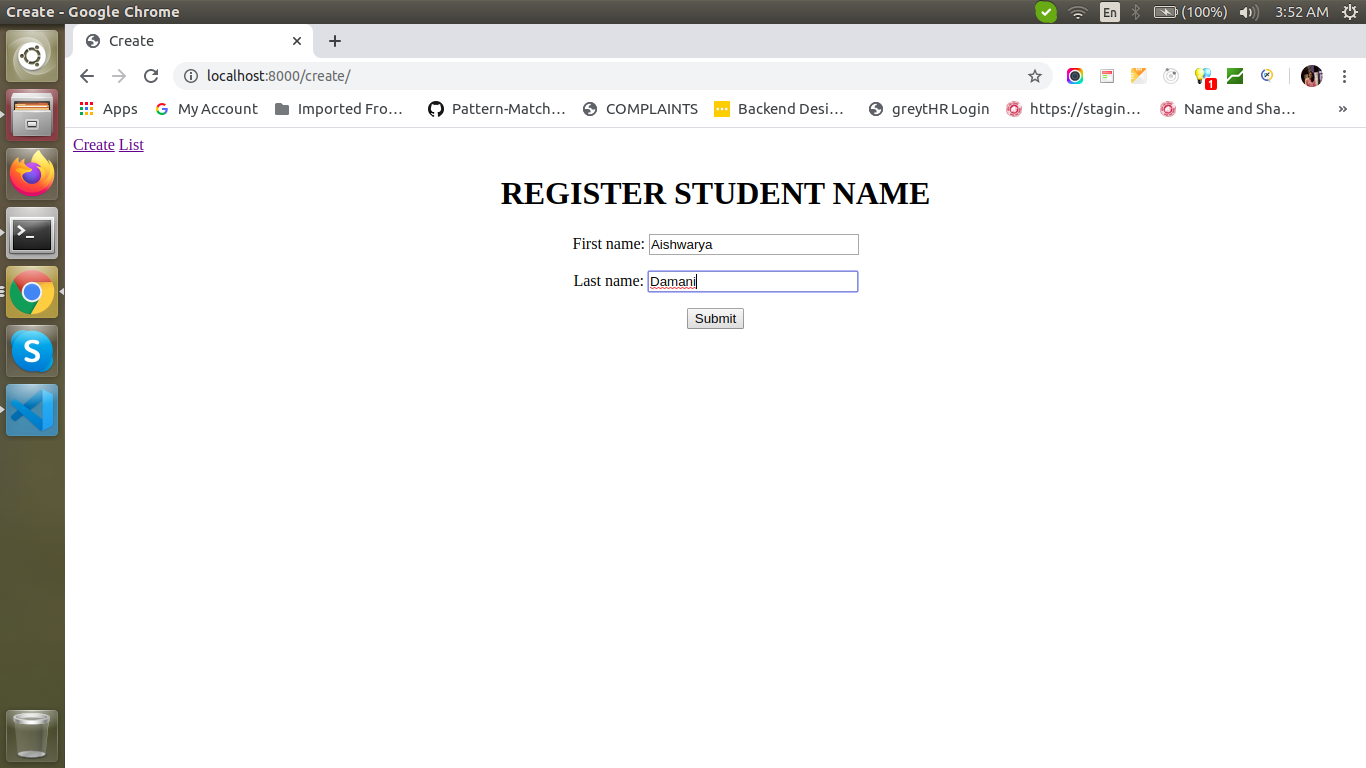 Create - Google Chrome En (100%) 3:52 AM
Create
localhost:8000/create/
1
Apps My Account Imported Fro… Pattern-Match… COMPLAINTS Backend Desi… greytHR Login https://stagin… Name and Sha… »
Create List
REGISTER STUDENT NAME
First name: Aishwarya
Last name: Damani
Submit